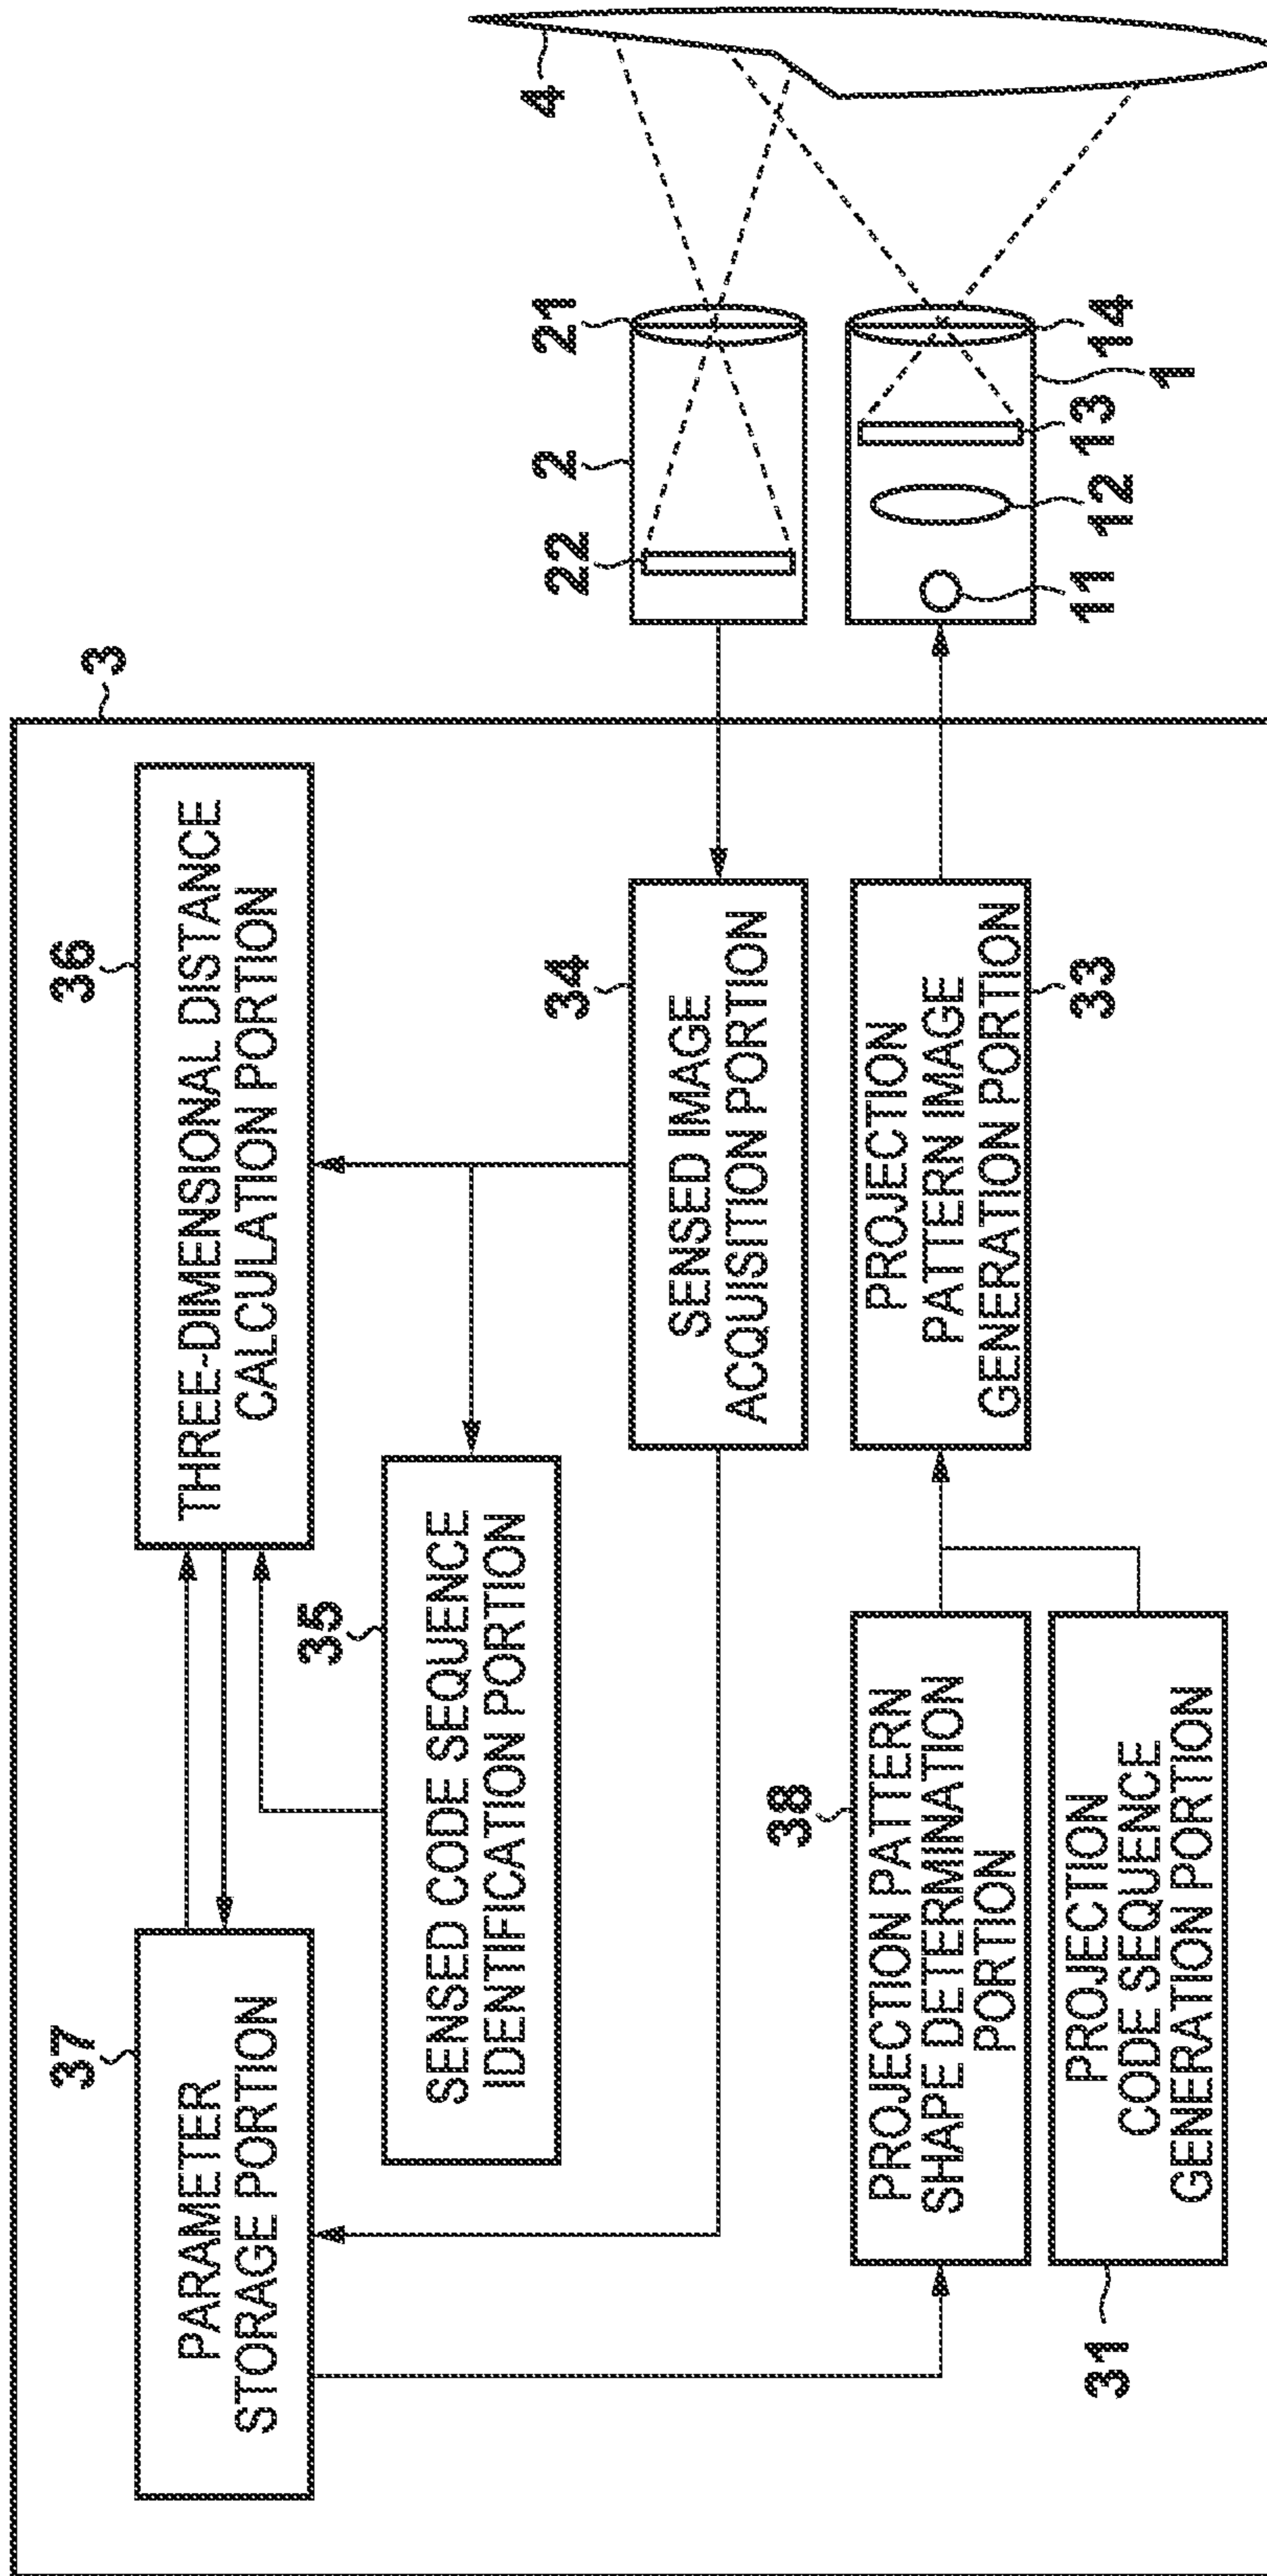 3
37
PARAMETER
STORAGE PORTION
36
THREE-DIMENSIONAL DISTANCE
CALCULATION PORTION
35
SENSED CODE SEQUENCE
IDENTIFICATION PORTION
34
SENSED IMAGE
ACQUISITION PORTION
38
PROJECTION PATTERN
SHAPE DETERMINATION
PORTION
PROJECTION
PATTERN IMAGE
GENERATION PORTION
33
31
PROJECTION
CODE SEQUENCE
GENERATION PORTION
22
2
21
4
11
12
13
1
14